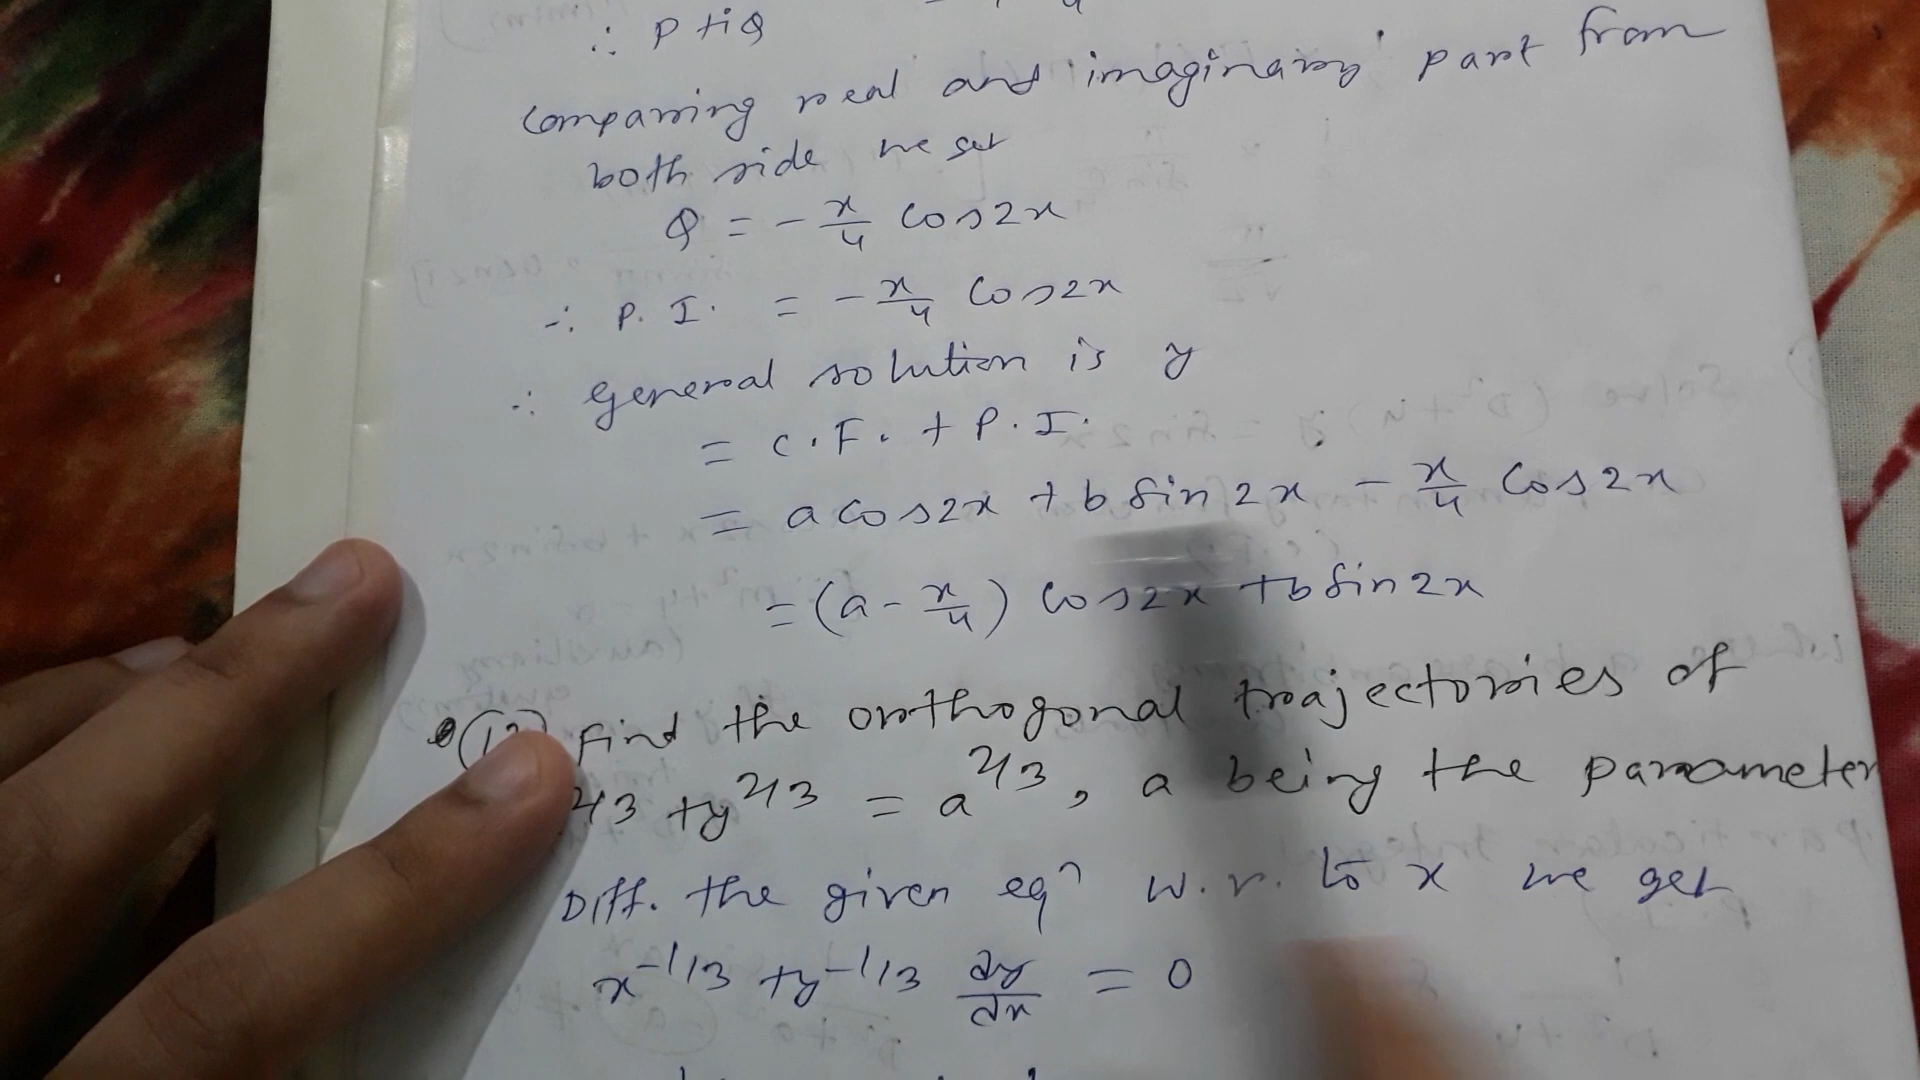 ∴ P+iQ
Comparing real and imaginary part from
both side we get
Q = -x/4 cos2x
∴ P.I. = -x/4 cos2x
∴ general solution is y
= C.F. + P.I.
= a cos2x + b sin2x - x/4 cos2x
= (a - x/4) cos2x + b sin2x
Find the orthogonal trajectories of
2/3 + y^2/3 = a^2/3, a being the parameter
Diff. the given eqn w.r. to x we get
x^-1/3 + y^-1/3 dy/dx = 0